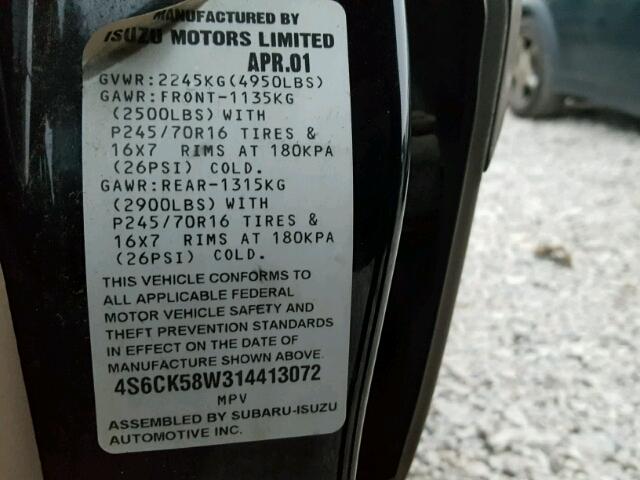 MANUFACTURED BY
ISUZU MOTORS LIMITED
APR.01
GVWR:2245KG(4950LBS)
GAWR:FRONT-1135KG
(2500LBS) WITH
P245/70R16 TIRES &
16X7 RIMS AT 180KPA
(26PSI) COLD.
GAWR:REAR-1315KG
(2900LBS) WITH
P245/70R16 TIRES &
16X7 RIMS AT 180KPA
(26PSI) COLD.
THIS VEHICLE CONFORMS TO
ALL APPLICABLE FEDERAL
MOTOR VEHICLE SAFETY AND
THEFT PREVENTION STANDARDS
IN EFFECT ON THE DATE OF
MANUFACTURE SHOWN ABOVE.
4S6CK58W314413072
MPV
ASSEMBLED BY SUBARU-ISUZU
AUTOMOTIVE INC.